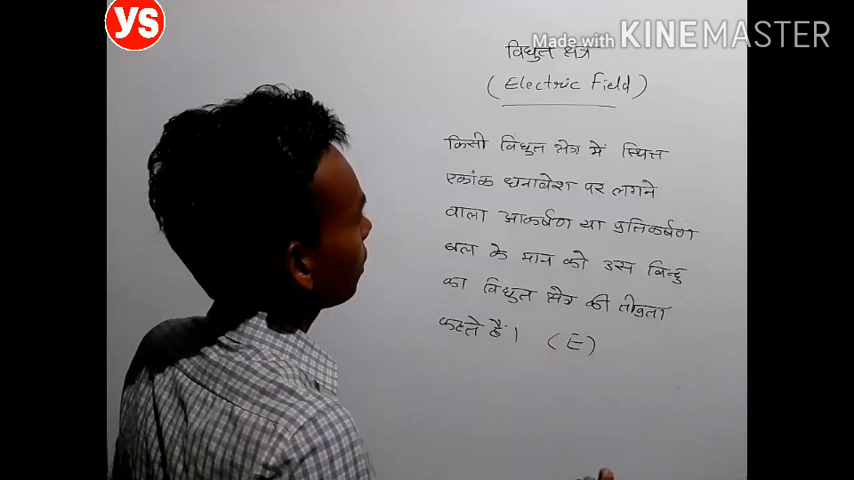 YS
Made with KINEMASTER
विधुत क्षेत्र
(Electric Field)
किसी विधुत क्षेत्र में स्थित
एकांक धनावेश पर लगने
वाला आकर्षण या प्रतिकर्षण
बल के मान को उस बिन्दु
का विधुत क्षेत्र की तीव्रता
कहते हैं। (E)